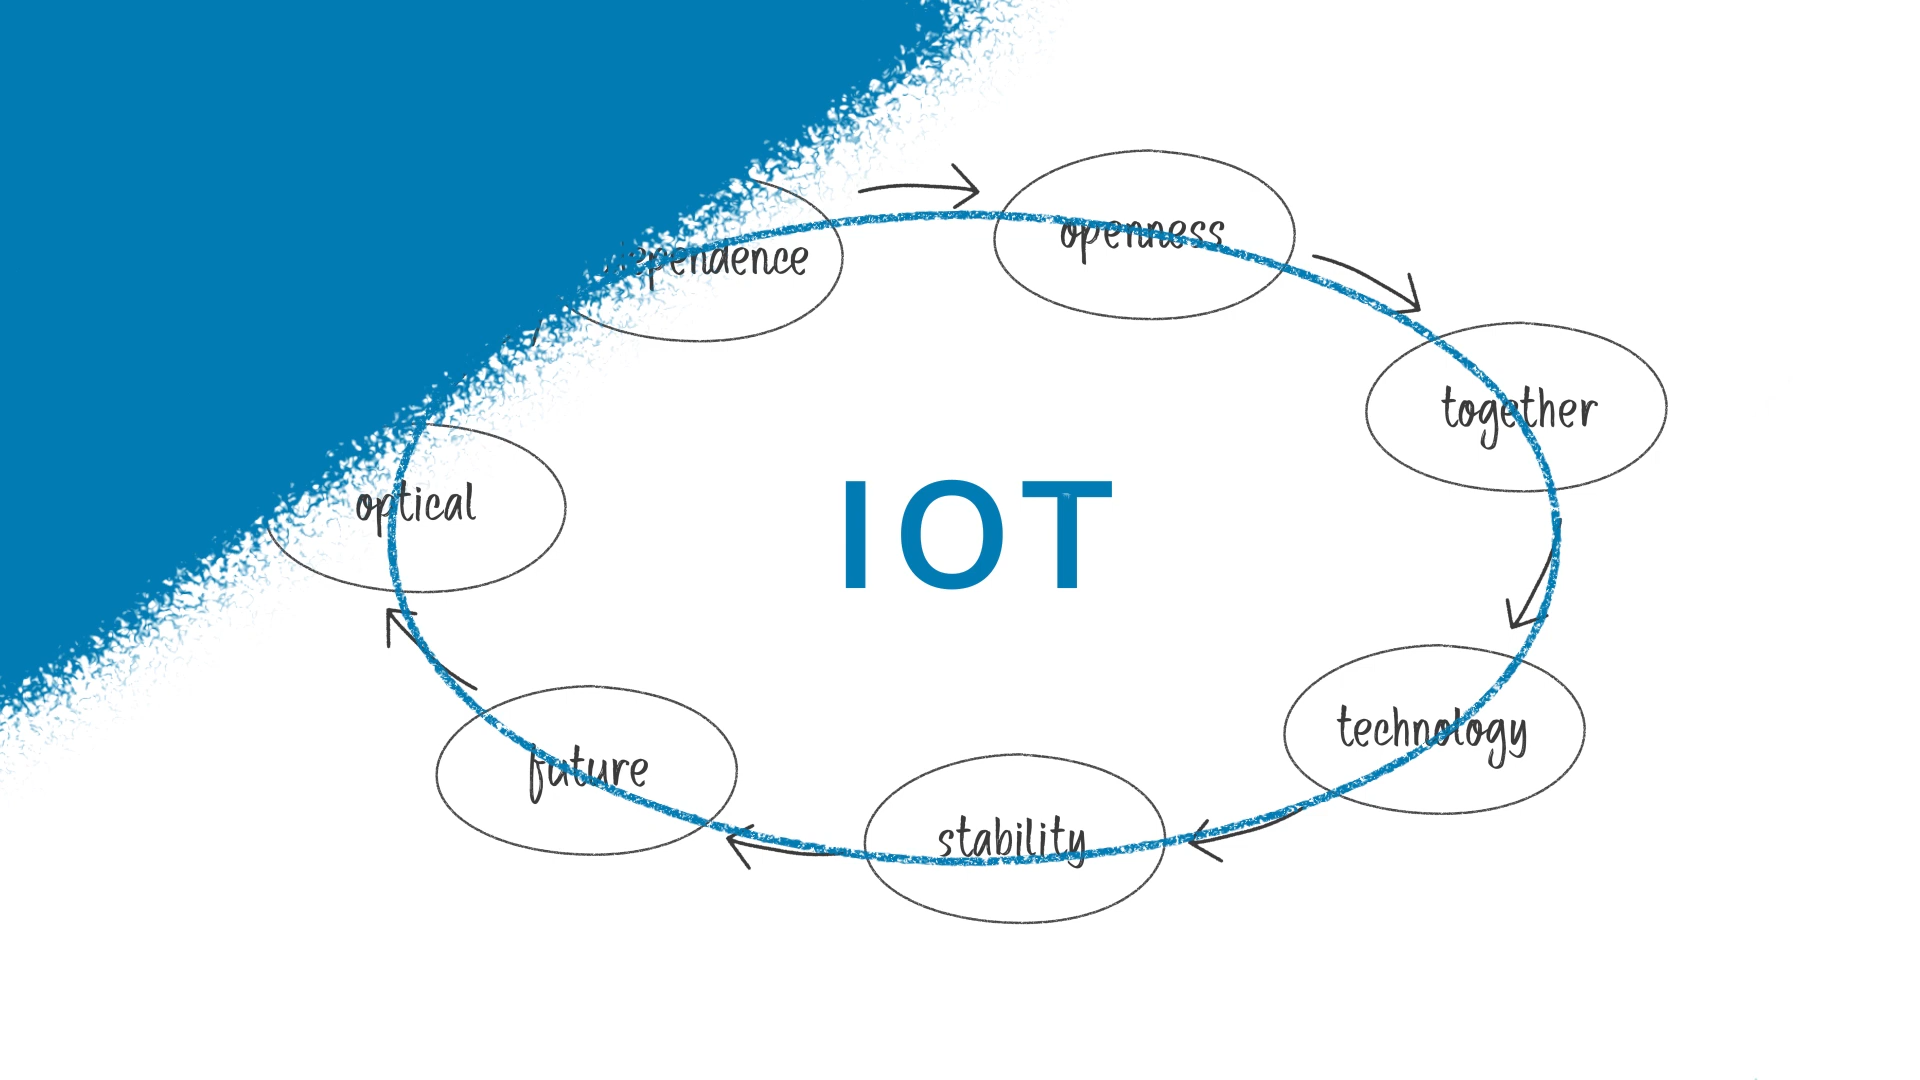 openness
together
optical
IOT
technology
future
stability